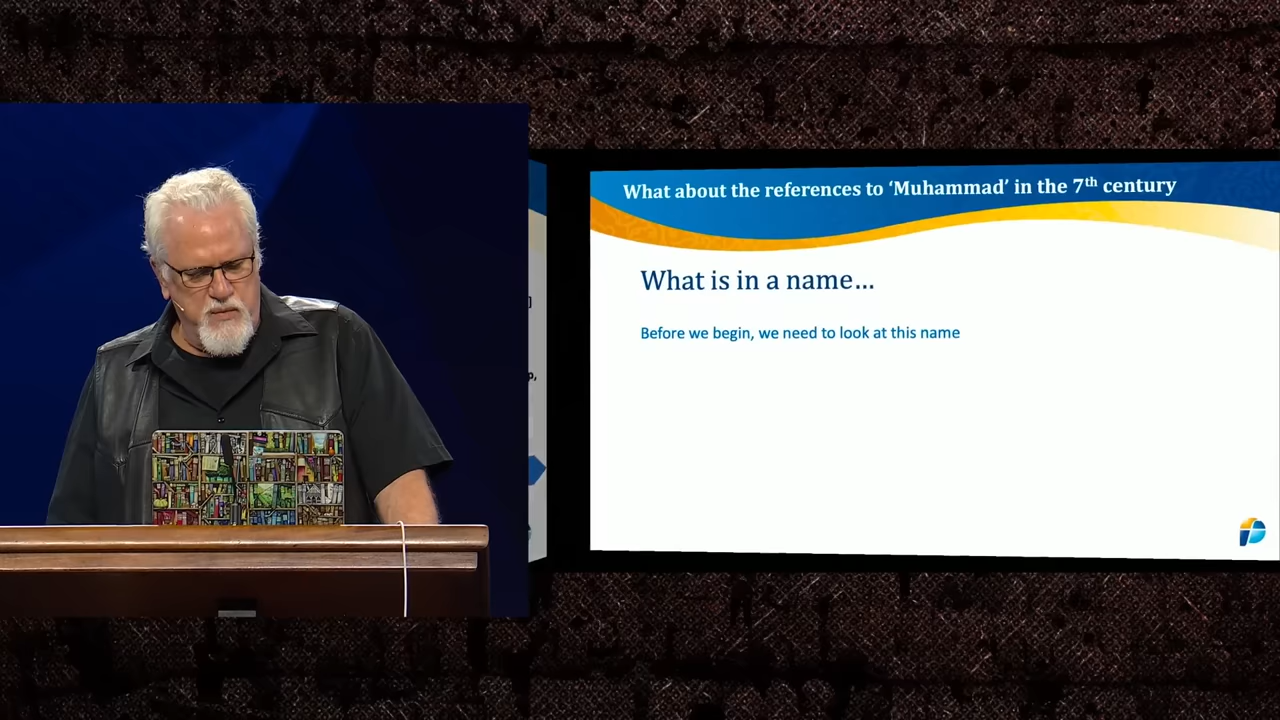 What about the references to ‘Muhammad’ in the 7th century
What is in a name...
Before we begin, we need to look at this name